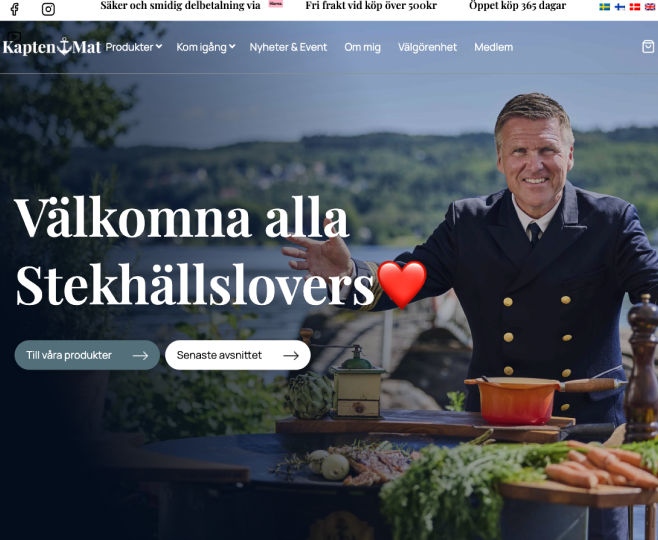 Säker och smidig delbetalning via Klarna.
Fri frakt vid köp över 500kr
Öppet köp 365 dagar
Kapten Mat
Produkter
Kom igång
Nyheter & Event
Om mig
Välgörenhet
Medlem
Välkomna alla
Stekhällslovers❤️
Till våra produkter →
Senaste avsnittet →